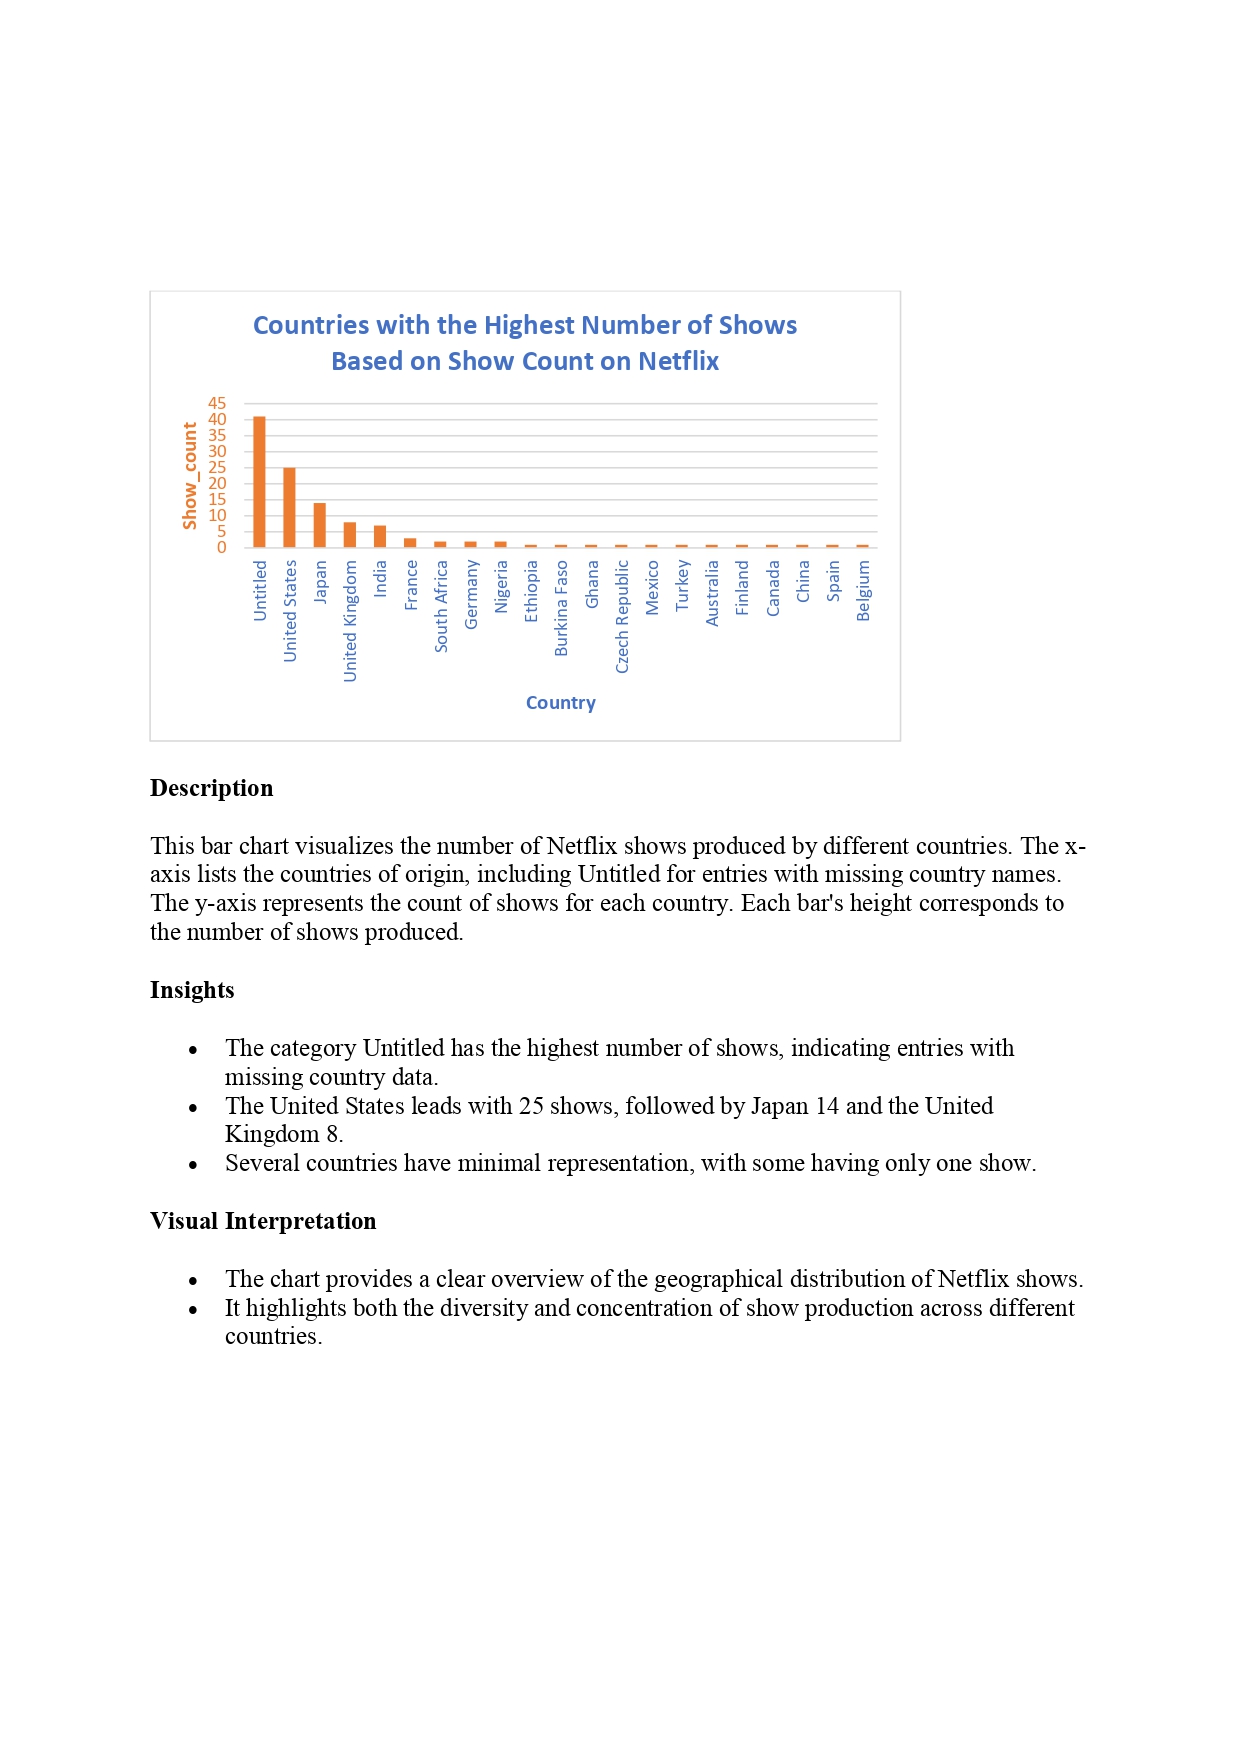 Countries with the Highest Number of Shows
Based on Show Count on Netflix
45
40
35
30
25
20
15
10
5
0
Show_count
Untitled
United States
Japan
United Kingdom
India
France
South Africa
Germany
Nigeria
Ethiopia
Burkina Faso
Ghana
Czech Republic
Mexico
Turkey
Australia
Finland
Canada
China
Spain
Belgium
Country
Description
This bar chart visualizes the number of Netflix shows produced by different countries. The x-
axis lists the countries of origin, including Untitled for entries with missing country names.
The y-axis represents the count of shows for each country. Each bar's height corresponds to
the number of shows produced.
Insights
• The category Untitled has the highest number of shows, indicating entries with
missing country data.
• The United States leads with 25 shows, followed by Japan 14 and the United
Kingdom 8.
• Several countries have minimal representation, with some having only one show.
Visual Interpretation
• The chart provides a clear overview of the geographical distribution of Netflix shows.
• It highlights both the diversity and concentration of show production across different
countries.